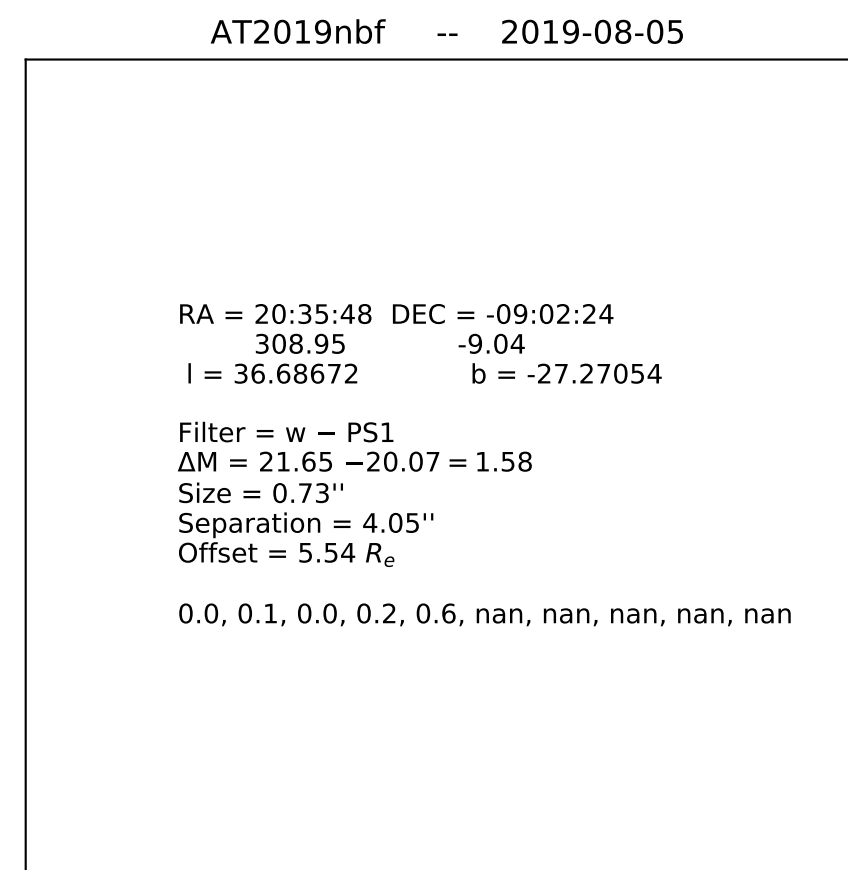 AT2019nbf -- 2019-08-05
RA = 20:35:48 DEC = -09:02:24
308.95 -9.04
l = 36.68672 b = -27.27054
Filter = w − PS1
ΔM = 21.65 −20.07 = 1.58
Size = 0.73''
Separation = 4.05''
Offset = 5.54 Re
0.0, 0.1, 0.0, 0.2, 0.6, nan, nan, nan, nan, nan